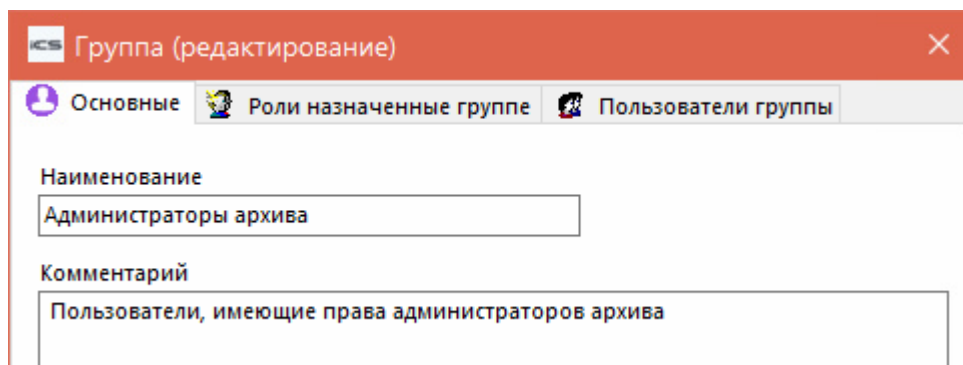 iCS Группа (редактирование)
Основные Роли назначенные группе Пользователи группы
Наименование
Администраторы архива
Комментарий
Пользователи, имеющие права администраторов архива